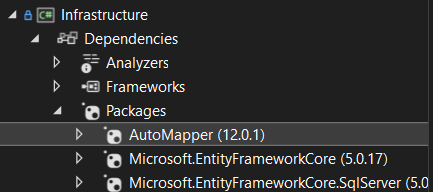 C# Infrastructure
Dependencies
Analyzers
Frameworks
Packages
AutoMapper (12.0.1)
Microsoft.EntityFrameworkCore (5.0.17)
Microsoft.EntityFrameworkCore.SqlServer (5.0